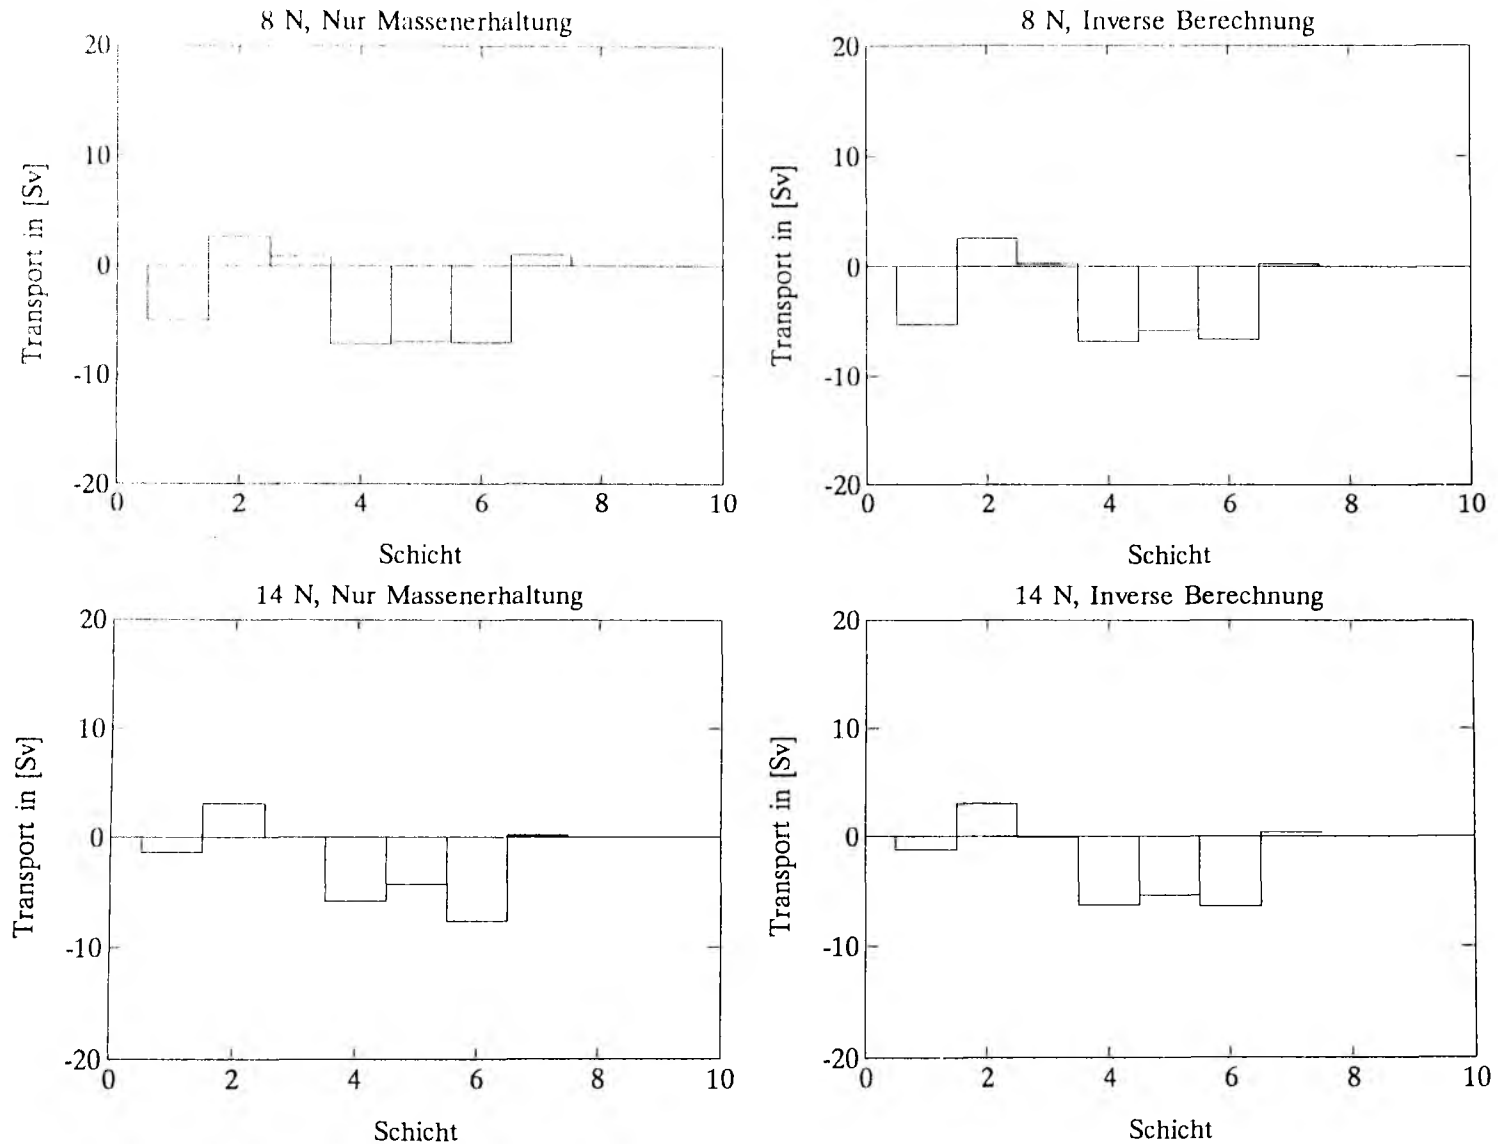 8 N, Nur Massenerhaltung
20
10
0
-10
-20
0 2 4 6 8 10
Transport in [Sv]
Schicht
8 N, Inverse Berechnung
20
10
0
-10
-20
0 2 4 6 8 10
Transport in [Sv]
Schicht
14 N, Nur Massenerhaltung
20
10
0
-10
-20
0 2 4 6 8 10
Transport in [Sv]
Schicht
14 N, Inverse Berechnung
20
10
0
-10
-20
0 2 4 6 8 10
Transport in [Sv]
Schicht